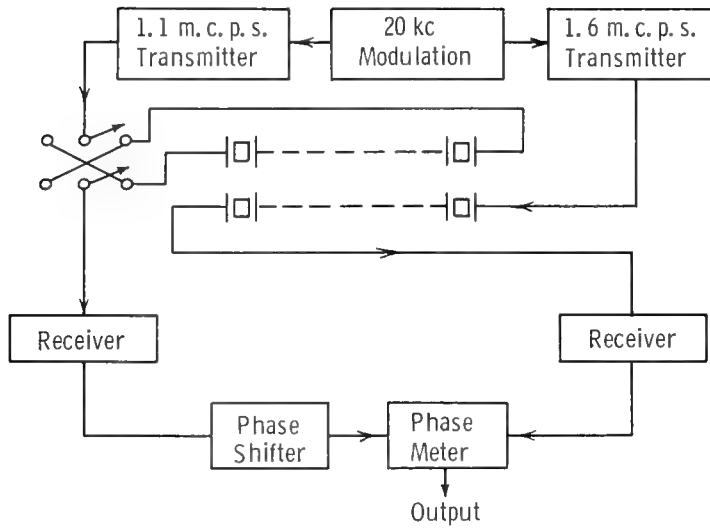 1.1 m.c.p.s.
Transmitter
20 kc
Modulation
1.6 m.c.p.s.
Transmitter
Receiver
Receiver
Phase
Shifter
Phase
Meter
Output